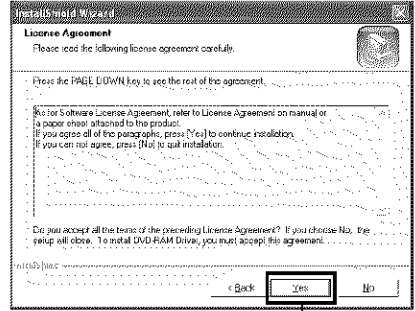 InstallShield Wizard
License Agreement
Please read the following license agreement carefully.
Press the PAGE DOWN key to see the rest of the agreement.
As for Software License Agreement, refer to License Agreement on manual or
a paper sheet attached to the product.
If you agree all of the paragraphs, press [Yes] to continue installation.
If you can not agree, press [No] to quit installation.
Do you accept all the terms of the preceding License Agreement? If you choose No, the
setup will close. To install DVD-RAM Driver, you must accept this agreement.
InstallShield
< Back Yes No